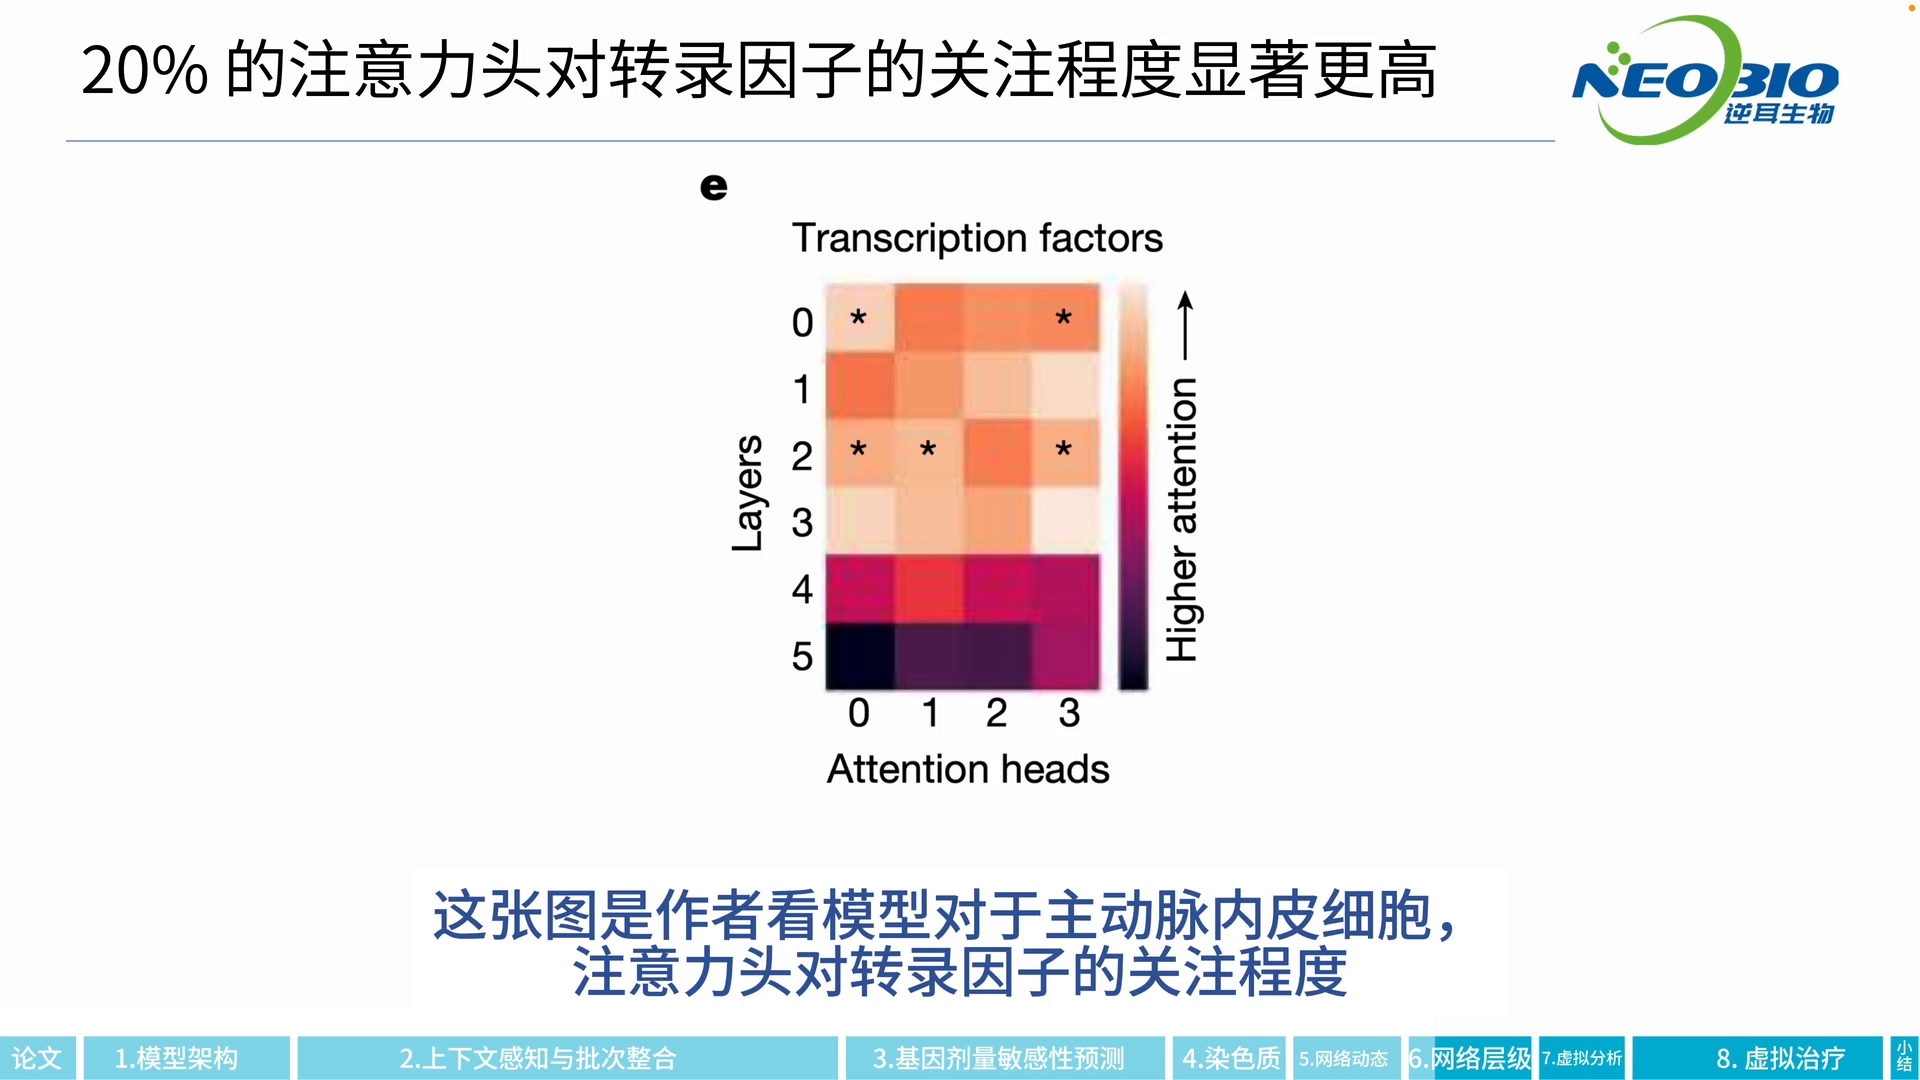 20% 的注意力头对转录因子的关注程度显著更高
NEOBIO
逆耳生物
e
Transcription factors
0 * *
1
2 * * *
3
4
5
Layers
Higher attention
0 1 2 3
Attention heads
这张图是作者看模型对于主动脉内皮细胞，
注意力头对转录因子的关注程度
论文 1.模型架构 2.上下文感知与批次整合 3.基因剂量敏感性预测 4.染色质 5.网络动态 6.网络层级 7.虚拟分析 8. 虚拟治疗 小结